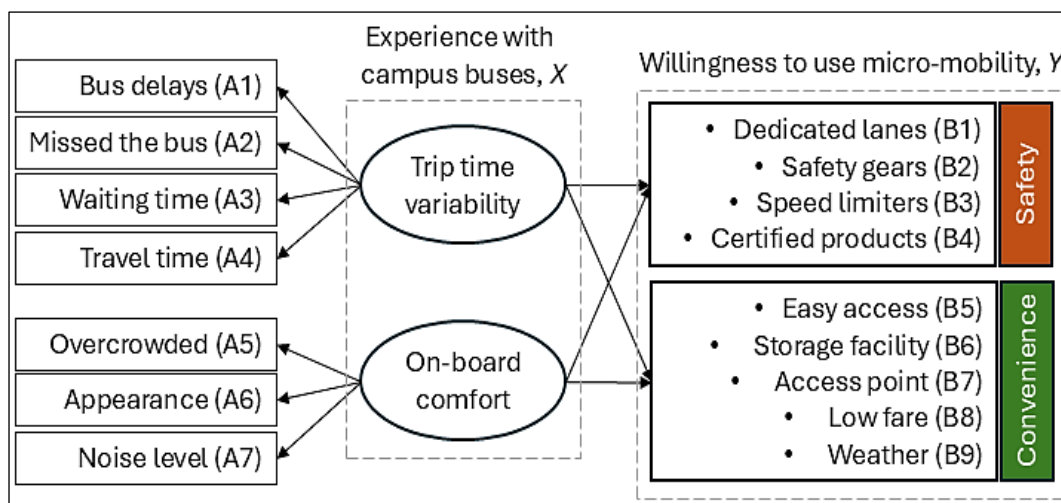 Bus delays (A1)
Missed the bus (A2)
Waiting time (A3)
Travel time (A4)
Overcrowded (A5)
Appearance (A6)
Noise level (A7)
Experience with
campus buses, X
Trip time
variability
On-board
comfort
Willingness to use micro-mobility, Y
• Dedicated lanes (B1)
• Safety gears (B2)
• Speed limiters (B3)
• Certified products (B4)
Safety
• Easy access (B5)
• Storage facility (B6)
• Access point (B7)
• Low fare (B8)
• Weather (B9)
Convenience